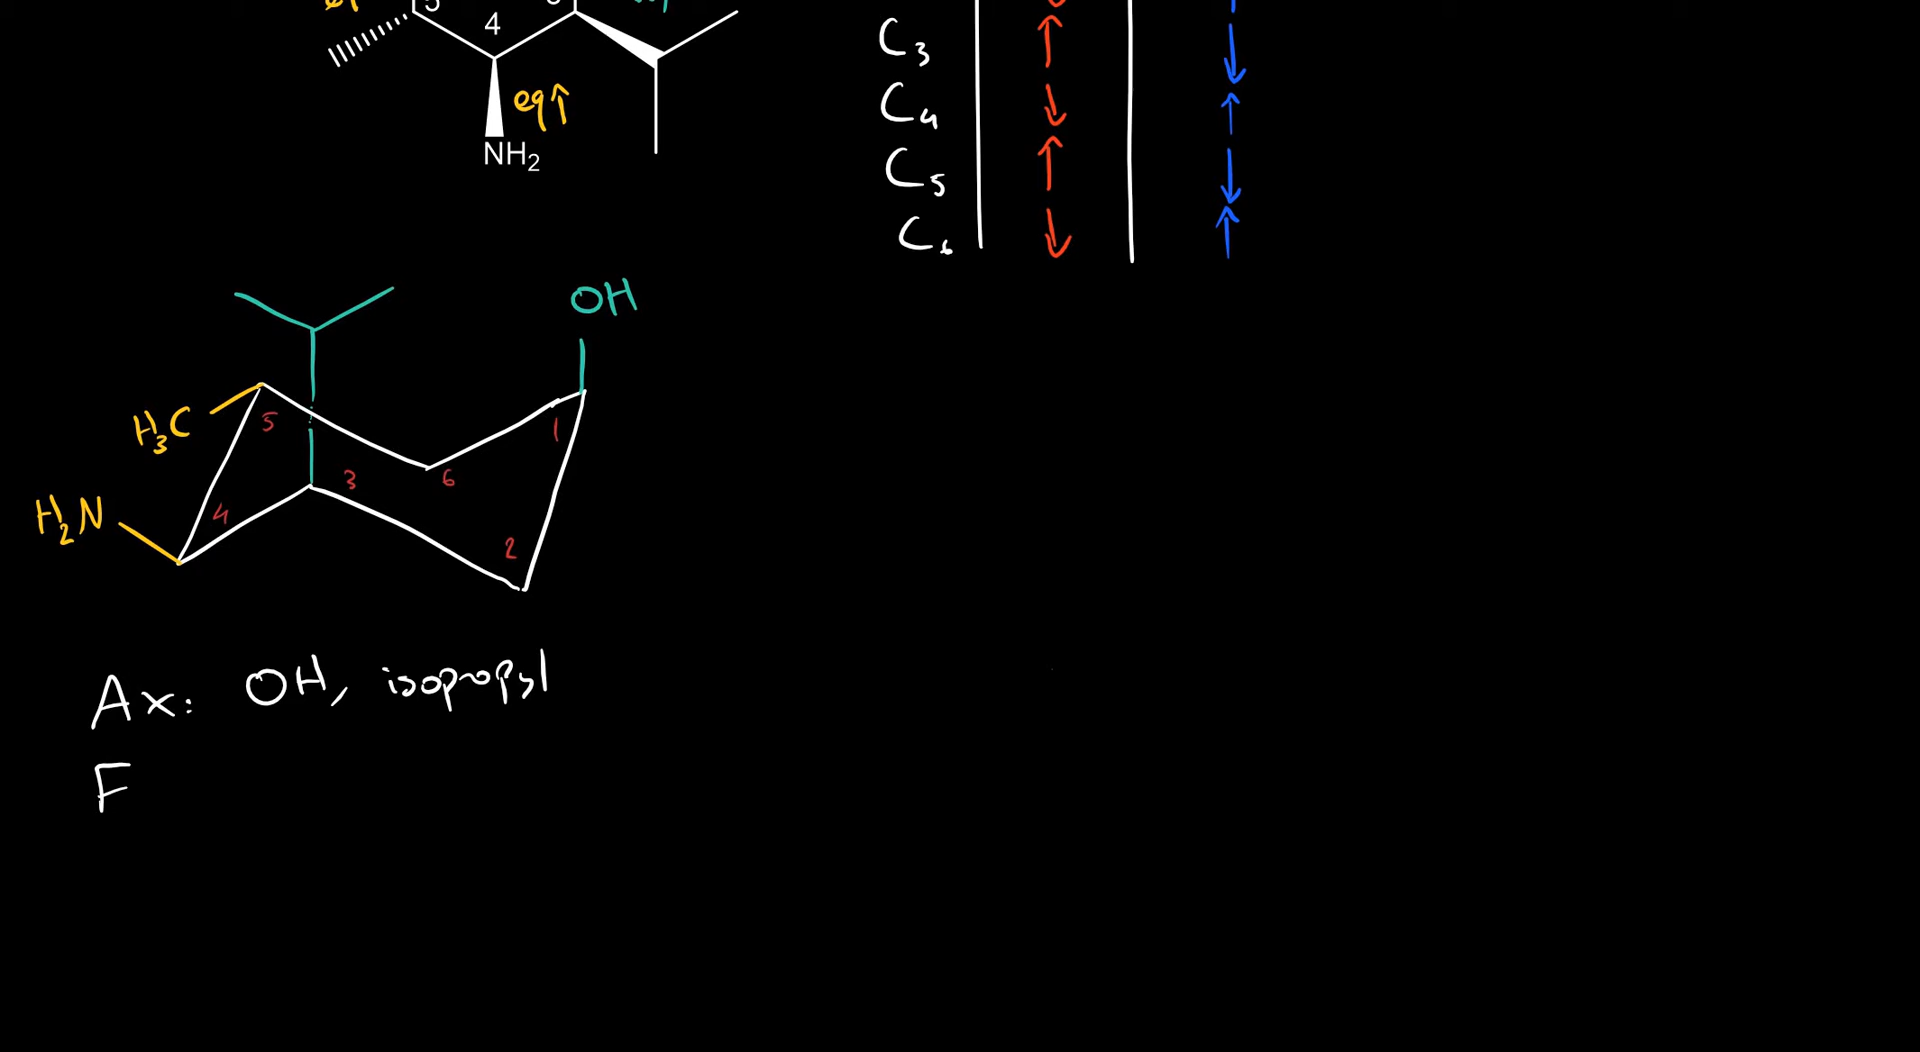 4
eq↑
NH2
C3 ↑ ↓
C4 ↓ ↑
C5 ↑ ↓
C6 ↓ ↑
OH
H3C
5
1
3
6
H2N
4
2
Ax: OH, isopropyl
F